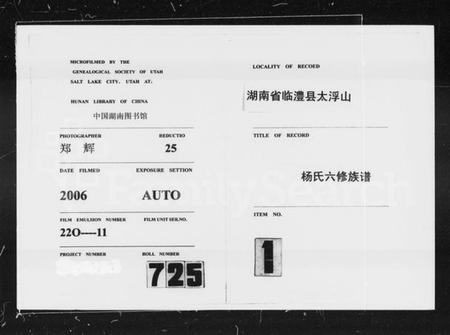 MICROFILMED BY THE
GENEALOGICAL SOCIETY OF UTAH
SALT LAKE CITY. UTAH AT:
HUNAN LIBRARY OF CHINA
中国湖南图书馆
PHOTOGRAPHER REDUCTIO
郑 辉 25
DATE FILMED EXPOSURE SETTION
2006 AUTO
FILM EMULSION NUMBER FILM UNIT SER.NO.
22O----11
PROJECT NUMBER ROLL NUMBER
725
LOCALITY OF RECOED
湖南省临澧县太浮山
TITLE OF RECORD
杨氏六修族谱
ITEM NO.
1
FamilySearch